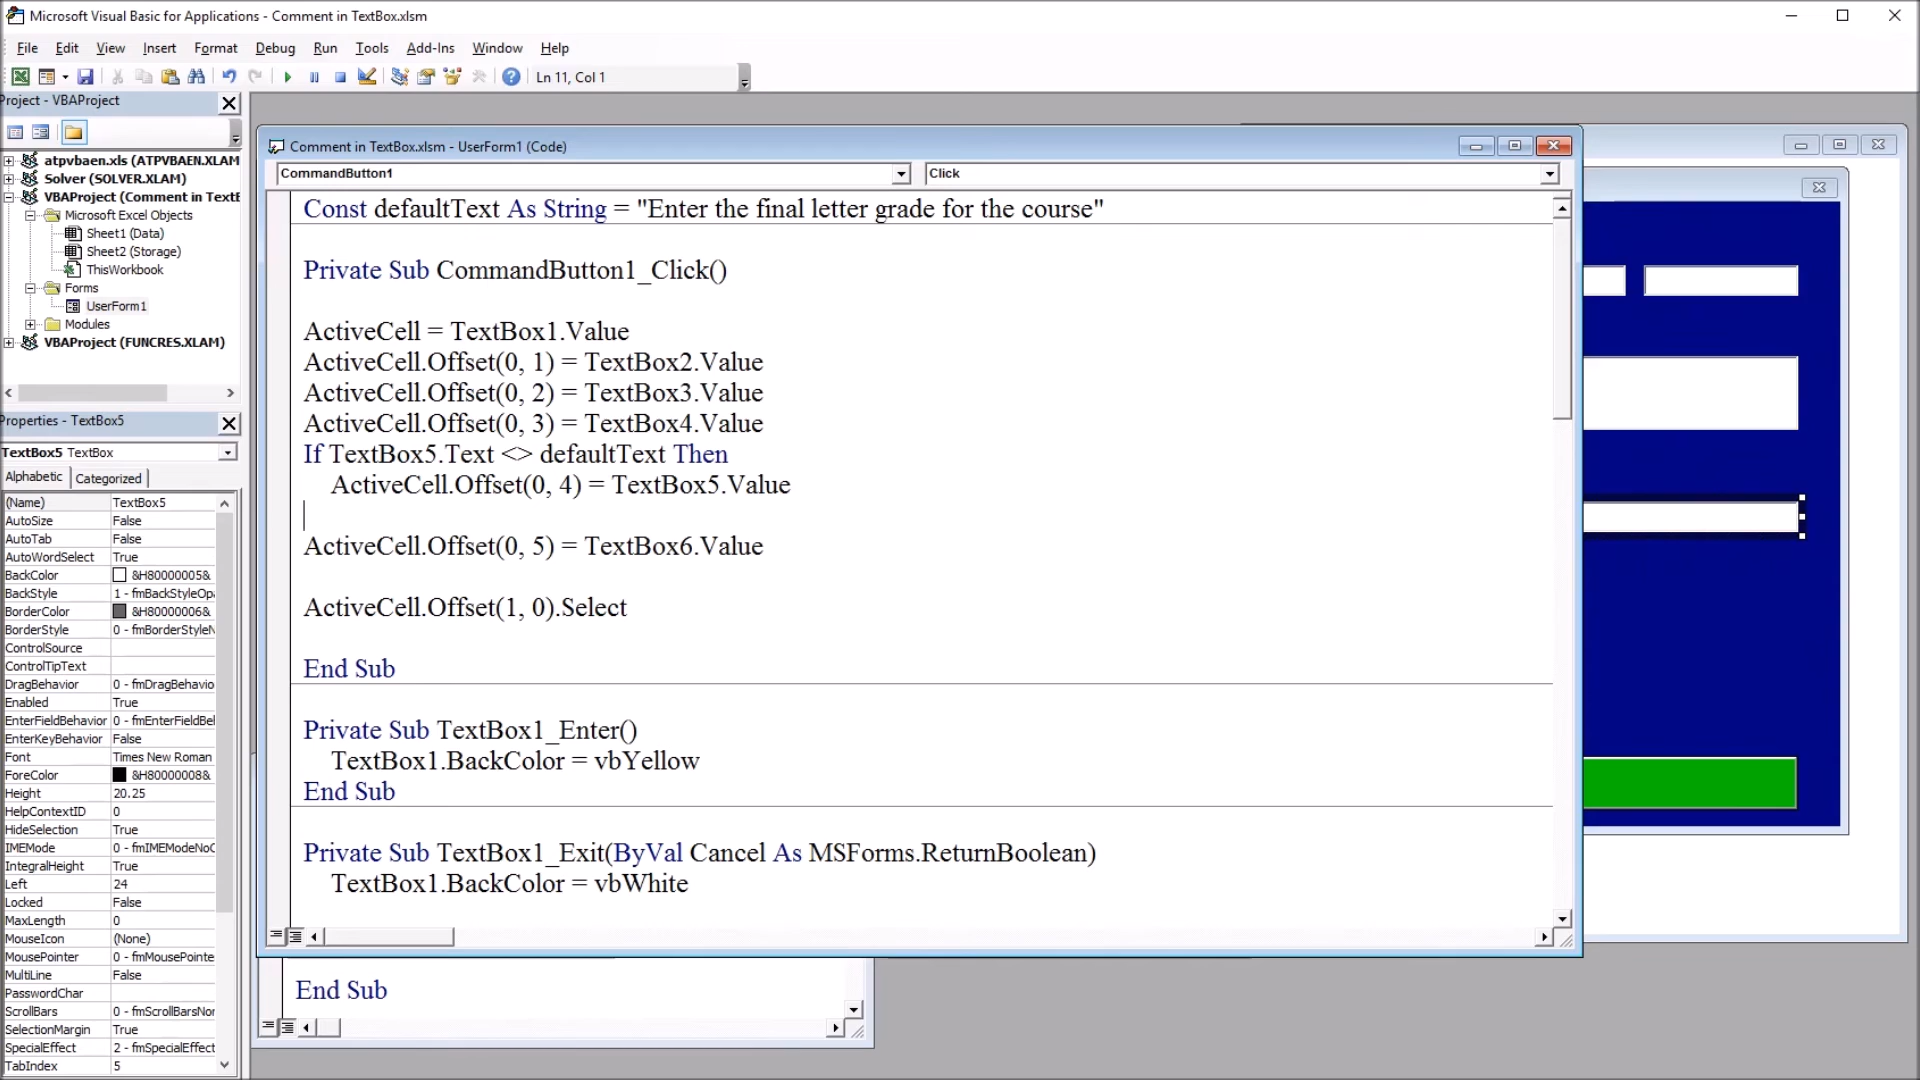 Microsoft Visual Basic for Applications - Comment in TextBox.xlsm
File Edit View Insert Format Debug Run Tools Add-Ins Window Help
Ln 11, Col 1
Project - VBAProject
atpvbaen.xls (ATPVBAEN.XLAM
Solver (SOLVER.XLAM)
VBAProject (Comment in TextB
Microsoft Excel Objects
Sheet1 (Data)
Sheet2 (Storage)
ThisWorkbook
Forms
UserForm1
Modules
VBAProject (FUNCRES.XLAM)
Properties - TextBox5
TextBox5 TextBox
Alphabetic Categorized
(Name) TextBox5
AutoSize False
AutoTab False
AutoWordSelect True
BackColor &H80000005&
BackStyle 1 - fmBackStyleOp
BorderColor &H80000006&
BorderStyle 0 - fmBorderStyleN
ControlSource
ControlTipText
DragBehavior 0 - fmDragBehavio
Enabled True
EnterFieldBehavior 0 - fmEnterFieldBel
EnterKeyBehavior False
Font Times New Roman
ForeColor &H80000008&
Height 20.25
HelpContextID 0
HideSelection True
IMEMode 0 - fmIMEModeNoC
IntegralHeight True
Left 24
Locked False
MaxLength 0
MouseIcon (None)
MousePointer 0 - fmMousePointe
MultiLine False
PasswordChar
ScrollBars 0 - fmScrollBarsNor
SelectionMargin True
SpecialEffect 2 - fmSpecialEffect
TabIndex 5
Comment in TextBox.xlsm - UserForm1 (Code)
CommandButton1 Click
Const defaultText As String = "Enter the final letter grade for the course"
Private Sub CommandButton1_Click()
ActiveCell = TextBox1.Value
ActiveCell.Offset(0, 1) = TextBox2.Value
ActiveCell.Offset(0, 2) = TextBox3.Value
ActiveCell.Offset(0, 3) = TextBox4.Value
If TextBox5.Text <> defaultText Then
ActiveCell.Offset(0, 4) = TextBox5.Value
ActiveCell.Offset(0, 5) = TextBox6.Value
ActiveCell.Offset(1, 0).Select
End Sub
Private Sub TextBox1_Enter()
TextBox1.BackColor = vbYellow
End Sub
Private Sub TextBox1_Exit(ByVal Cancel As MSForms.ReturnBoolean)
TextBox1.BackColor = vbWhite
End Sub